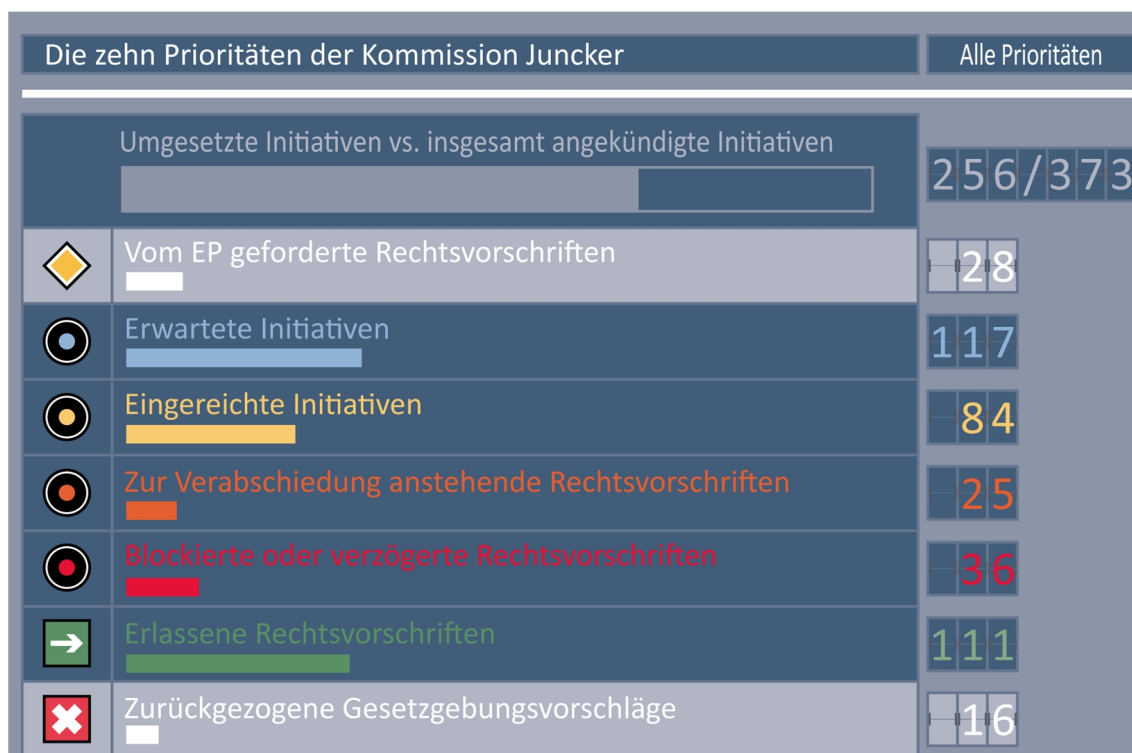 Die zehn Prioritäten der Kommission Juncker
Alle Prioritäten
Umgesetzte Initiativen vs. insgesamt angekündigte Initiativen
256/373
Vom EP geforderte Rechtsvorschriften
28
Erwartete Initiativen
117
Eingereichte Initiativen
84
Zur Verabschiedung anstehende Rechtsvorschriften
25
Blockierte oder verzögerte Rechtsvorschriften
36
Erlassene Rechtsvorschriften
111
Zurückgezogene Gesetzgebungsvorschläge
16